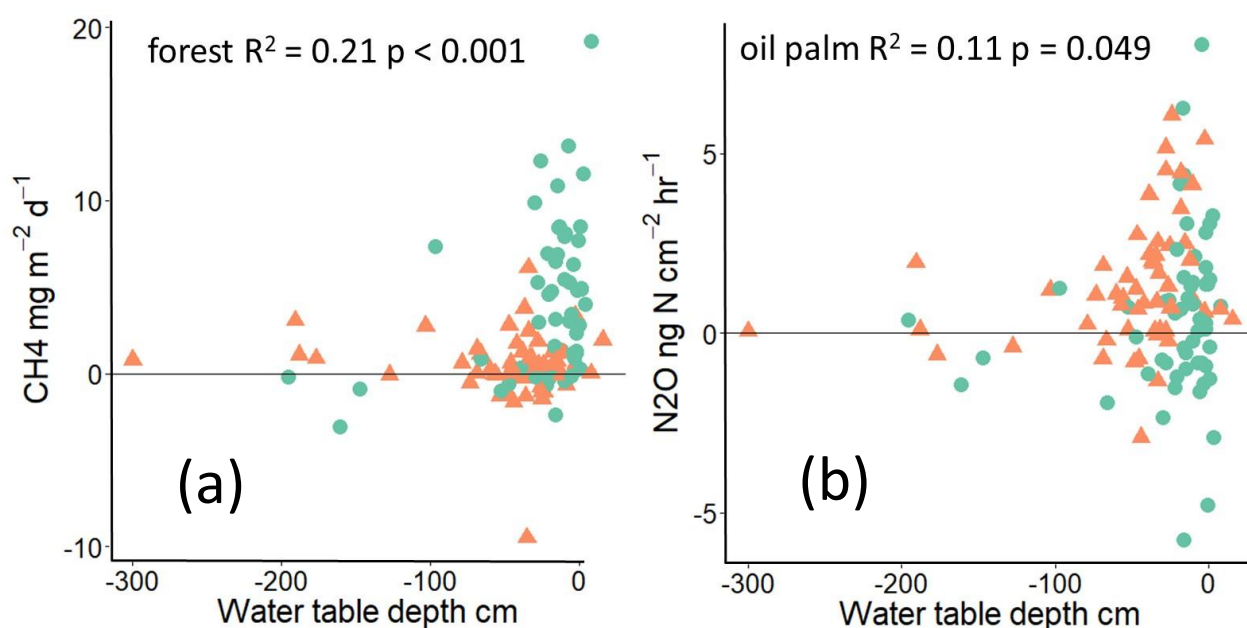 forest R² = 0.21 p < 0.001
20
10
0
-10
CH4 mg m⁻² d⁻¹
(a)
-300 -200 -100 0
Water table depth cm
oil palm R² = 0.11 p = 0.049
5
0
-5
N2O ng N cm⁻² hr⁻¹
(b)
-300 -200 -100 0
Water table depth cm